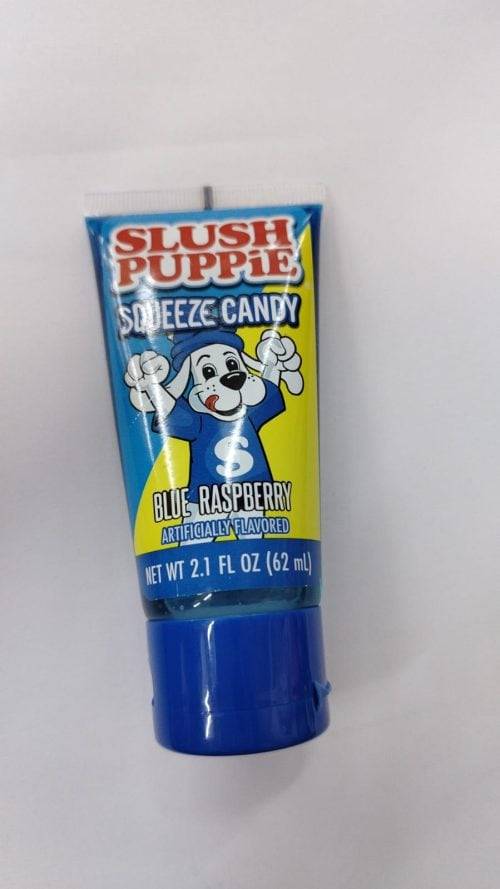 SLUSH
PUPPiE
SQUEEZE CANDY
S
BLUE RASPBERRY
ARTIFICIALLY FLAVORED
NET WT 2.1 FL OZ (62 mL)